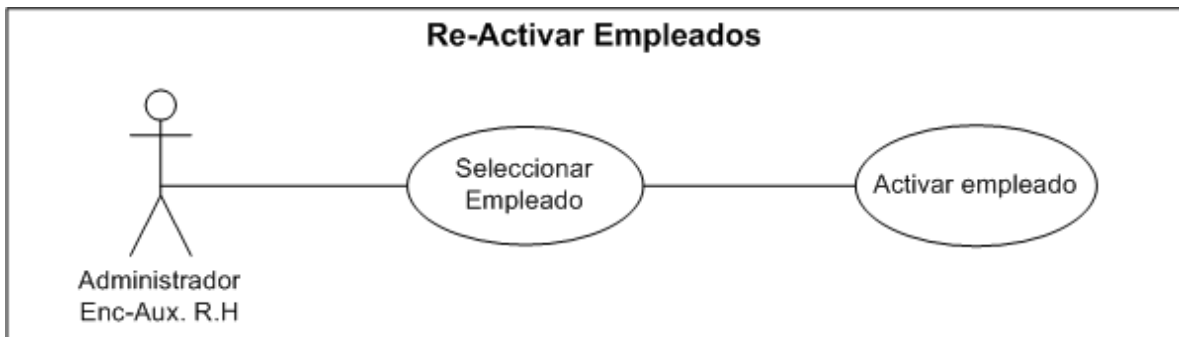 Re-Activar Empleados
Seleccionar
Empleado
Activar empleado
Administrador
Enc-Aux. R.H